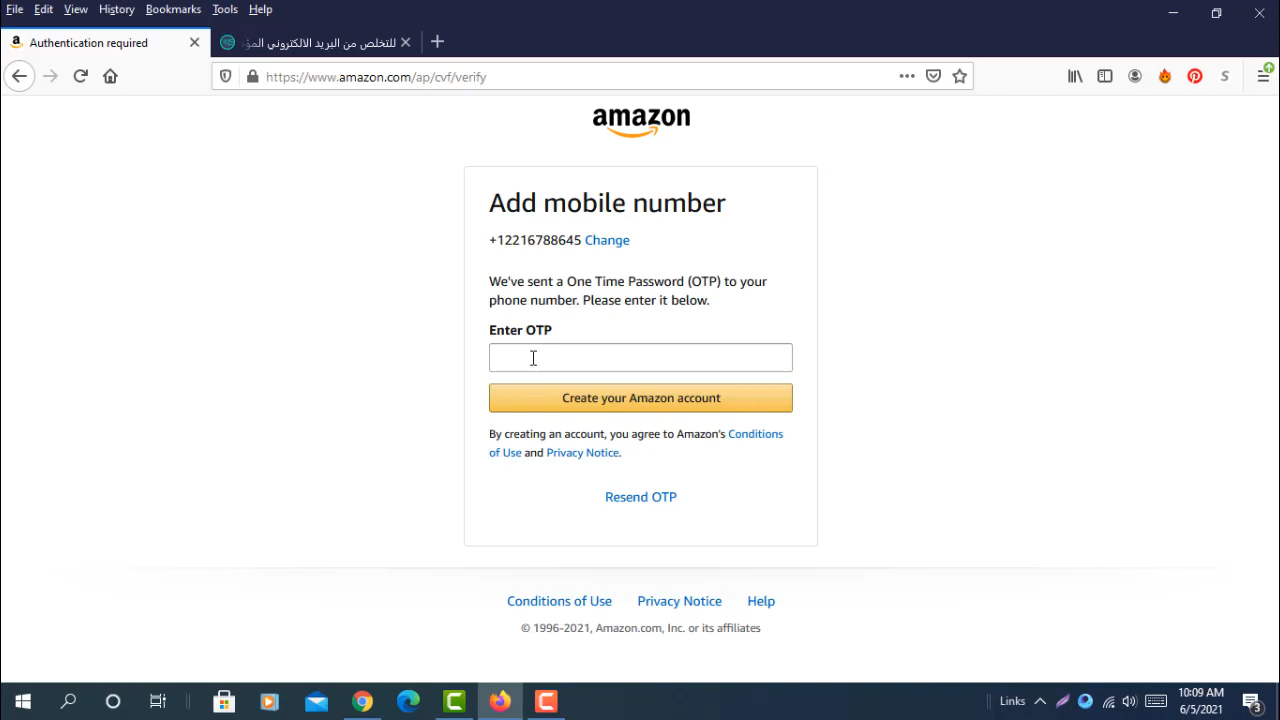 File Edit View History Bookmarks Tools Help
Authentication required
للتخلص من البريد الالكتروني
https://www.amazon.com/ap/cvf/verify
amazon
Add mobile number
+12216788645 Change
We've sent a One Time Password (OTP) to your
phone number. Please enter it below.
Enter OTP
Create your Amazon account
By creating an account, you agree to Amazon's Conditions
of Use and Privacy Notice.
Resend OTP
Conditions of Use Privacy Notice Help
© 1996-2021, Amazon.com, Inc. or its affiliates
Links
10:09 AM
6/5/2021
3